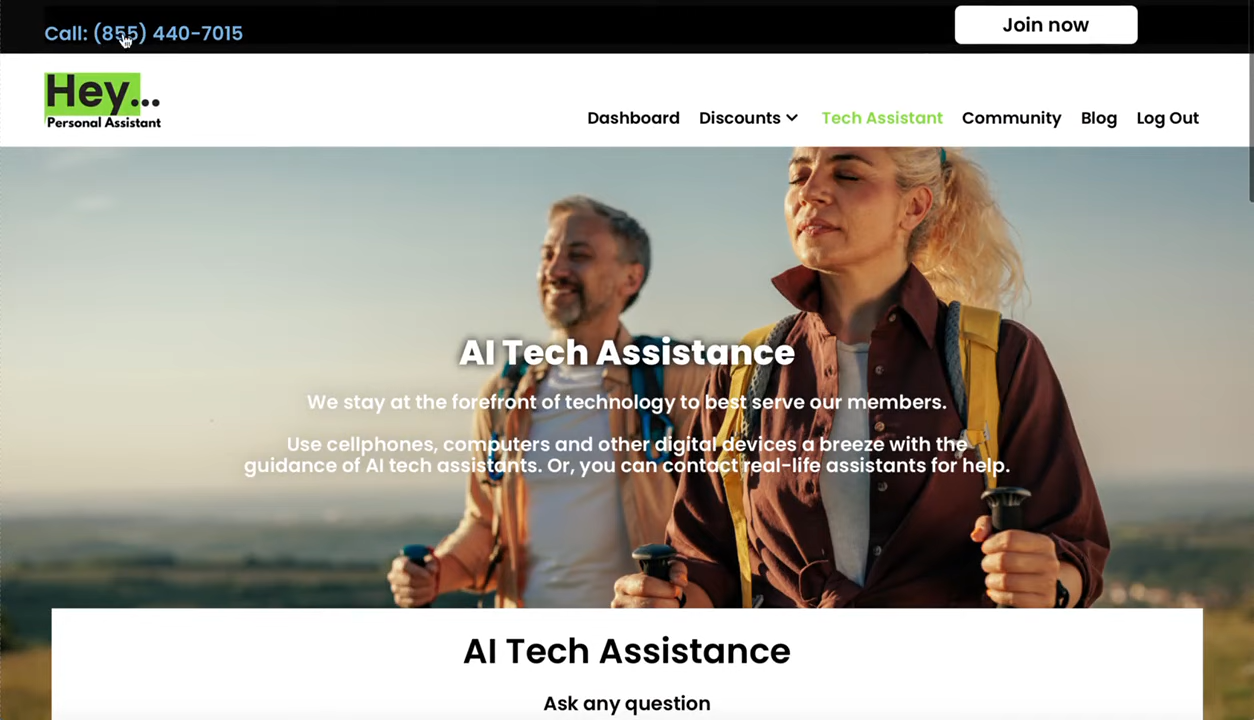 Call: (855) 440-7015
Join now
Hey...
Personal Assistant
Dashboard Discounts Tech Assistant Community Blog Log Out
AI Tech Assistance
We stay at the forefront of technology to best serve our members.
Use cellphones, computers and other digital devices a breeze with the
guidance of AI tech assistants. Or, you can contact real-life assistants for help.
AI Tech Assistance
Ask any question